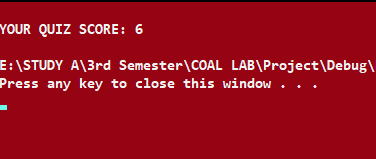 YOUR QUIZ SCORE: 6
E:\STUDY A\3rd Semester\COAL LAB\Project\Debug\
Press any key to close this window . . .